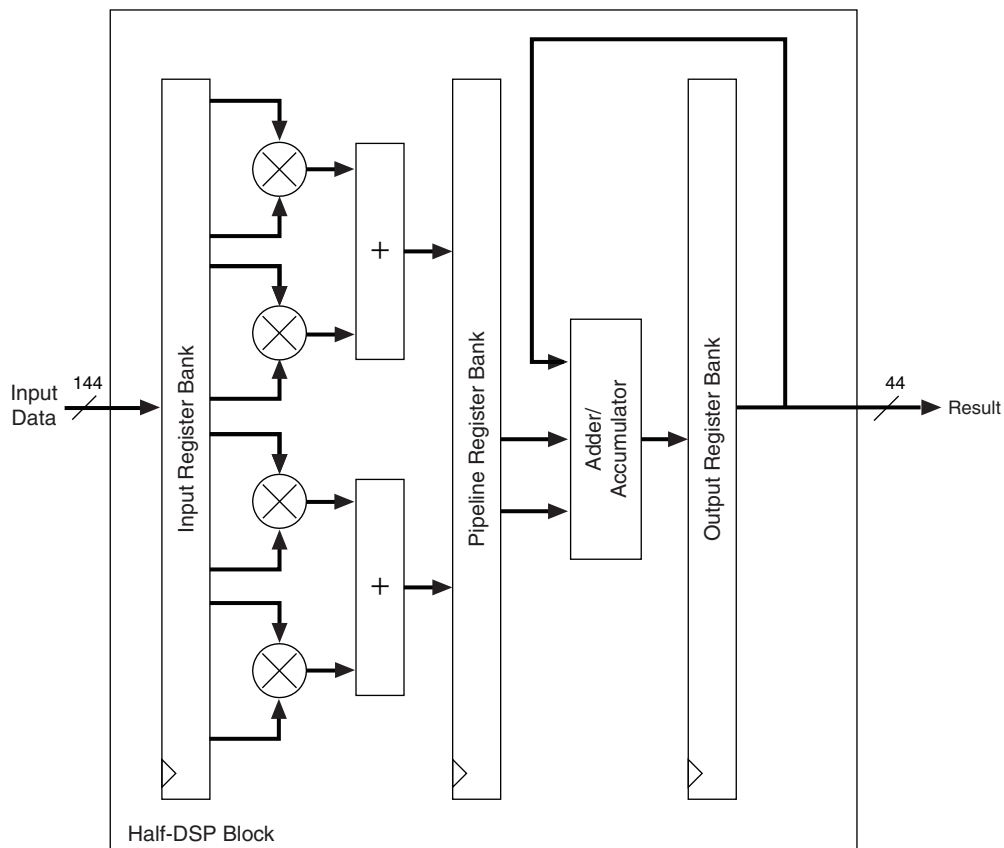 Input
Data
144
Input Register Bank
+
+
Pipeline Register Bank
Adder/
Accumulator
Output Register Bank
44
Result
Half-DSP Block